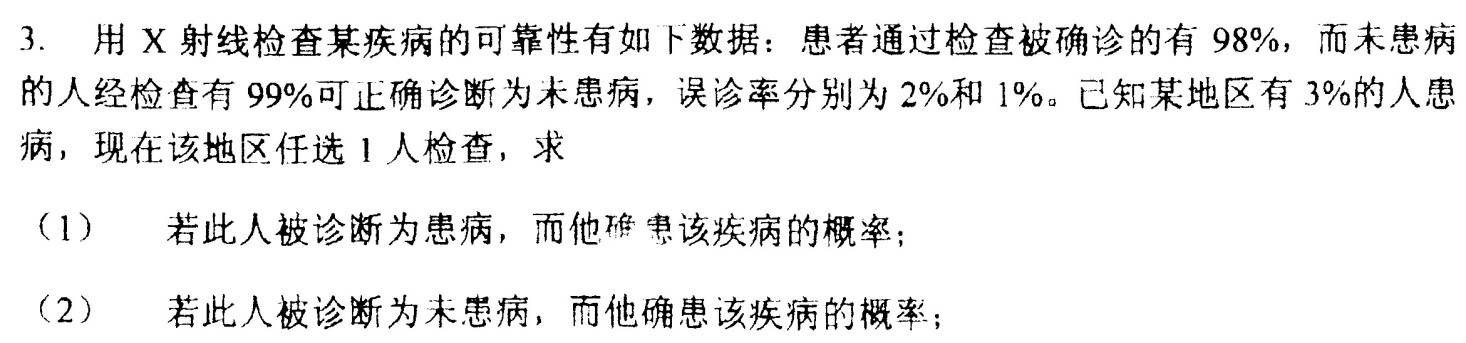 3. 用 X 射线检查某疾病的可靠性有如下数据：患者通过检查被确诊的有 98%，而未患病
的人经检查有 99%可正确诊断为未患病，误诊率分别为 2%和 1%。已知某地区有 3%的人患
病，现在该地区任选 1 人检查，求
（1） 若此人被诊断为患病，而他确患该疾病的概率；
（2） 若此人被诊断为未患病，而他确患该疾病的概率；